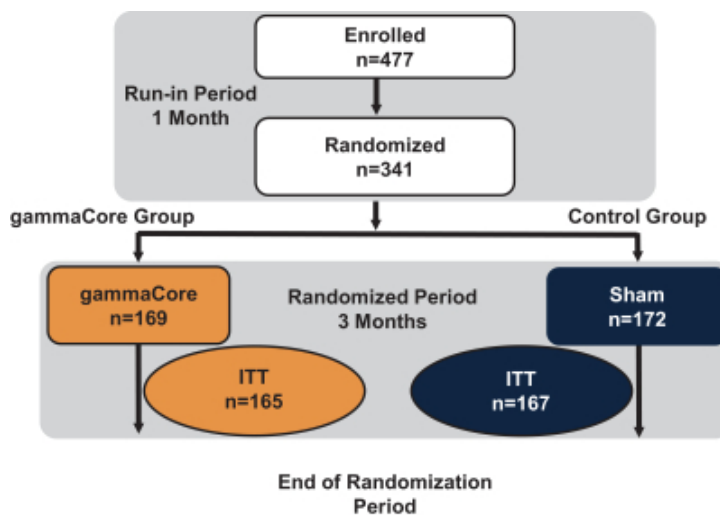 Enrolled
n=477
Run-in Period
1 Month
Randomized
n=341
gammaCore Group
Control Group
gammaCore
n=169
Randomized Period
3 Months
Sham
n=172
ITT
n=165
ITT
n=167
End of Randomization
Period